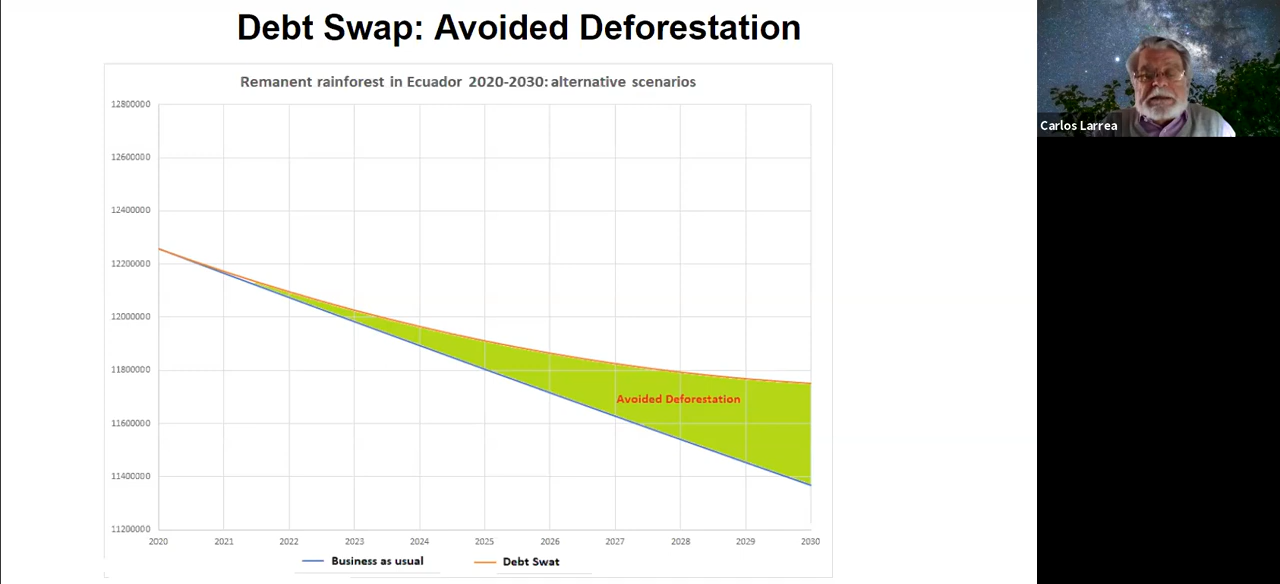 Debt Swap: Avoided Deforestation
Remanent rainforest in Ecuador 2020-2030: alternative scenarios
Carlos Larrea
12800000
12600000
12400000
12200000
12000000
11800000
11600000
11400000
11200000
Avoided Deforestation
2020 2021 2022 2023 2024 2025 2026 2027 2028 2029 2030
Business as usual Debt Swat